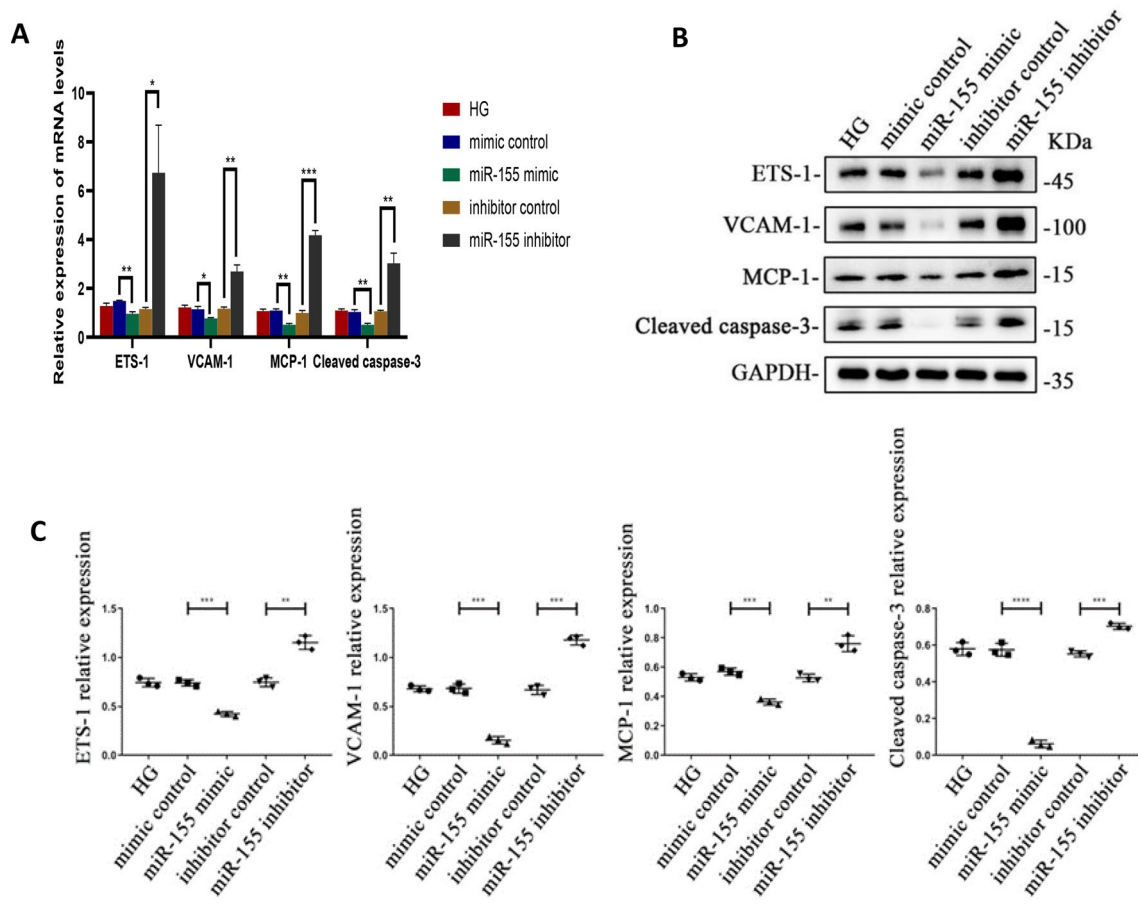 A
Relative expression of mRNA levels
10
8
6
4
2
0
*
**
**
*
**
***
**
**
ETS-1
VCAM-1
MCP-1
Cleaved caspase-3
HG
mimic control
miR-155 mimic
inhibitor control
miR-155 inhibitor
B
HG
mimic control
miR-155 mimic
inhibitor control
miR-155 inhibitor
KDa
ETS-1- -45
VCAM-1- -100
MCP-1- -15
Cleaved caspase-3- -15
GAPDH- -35
C
ETS-1 relative expression
1.5
1.0
0.5
0.0
***
**
HG
mimic control
miR-155 mimic
inhibitor control
miR-155 inhibitor
VCAM-1 relative expression
1.5
1.0
0.5
0.0
***
***
HG
mimic control
miR-155 mimic
inhibitor control
miR-155 inhibitor
MCP-1 relative expression
1.0
0.8
0.6
0.4
0.2
0.0
***
**
HG
mimic control
miR-155 mimic
inhibitor control
miR-155 inhibitor
Cleaved caspase-3 relative expression
0.8
0.6
0.4
0.2
0.0
****
***
HG
mimic control
miR-155 mimic
inhibitor control
miR-155 inhibitor